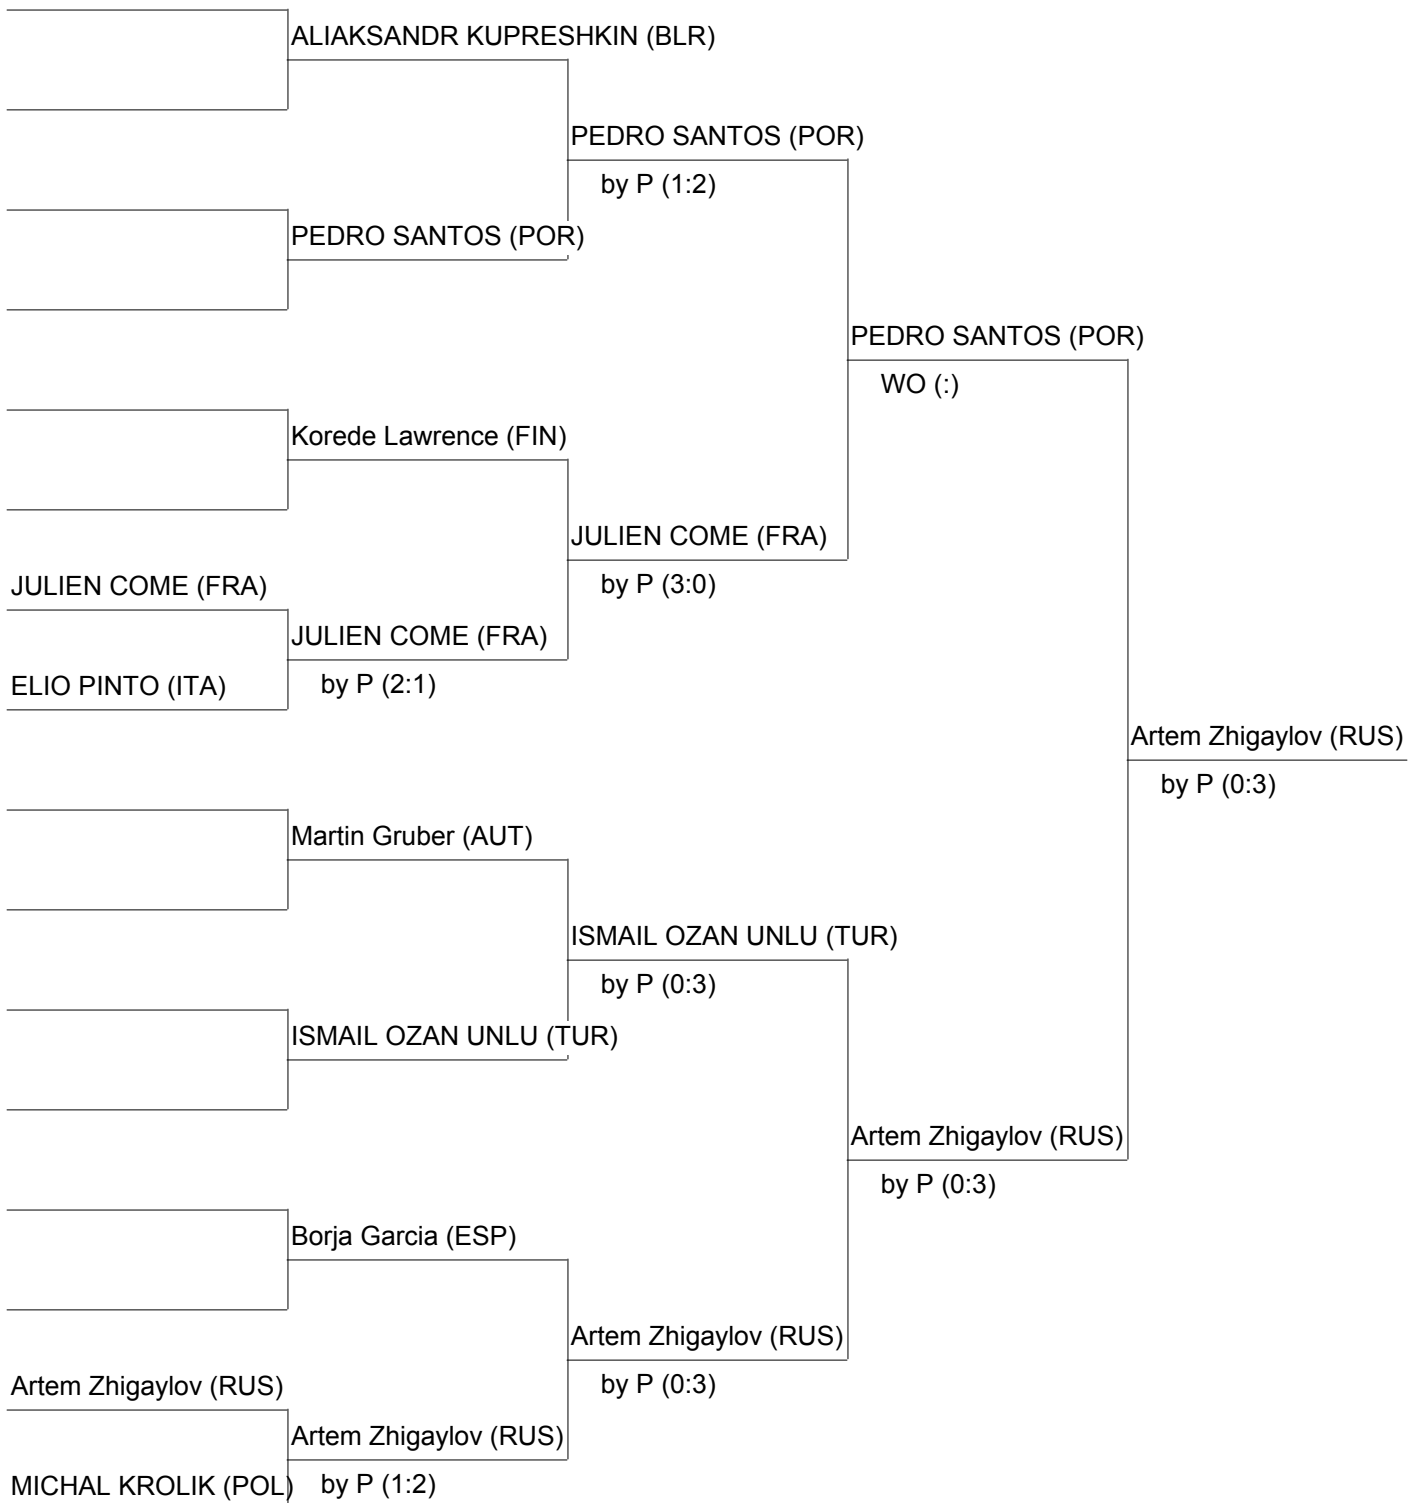 ALIAKSANDR KUPRESHKIN (BLR)
PEDRO SANTOS (POR)
by P (1:2)
PEDRO SANTOS (POR)
PEDRO SANTOS (POR)
WO (:)
Korede Lawrence (FIN)
JULIEN COME (FRA)
by P (3:0)
JULIEN COME (FRA)
JULIEN COME (FRA)
by P (2:1)
ELIO PINTO (ITA)
Artem Zhigaylov (RUS)
by P (0:3)
Martin Gruber (AUT)
ISMAIL OZAN UNLU (TUR)
by P (0:3)
ISMAIL OZAN UNLU (TUR)
Artem Zhigaylov (RUS)
by P (0:3)
Borja Garcia (ESP)
Artem Zhigaylov (RUS)
by P (0:3)
Artem Zhigaylov (RUS)
Artem Zhigaylov (RUS)
by P (1:2)
MICHAL KROLIK (POL)